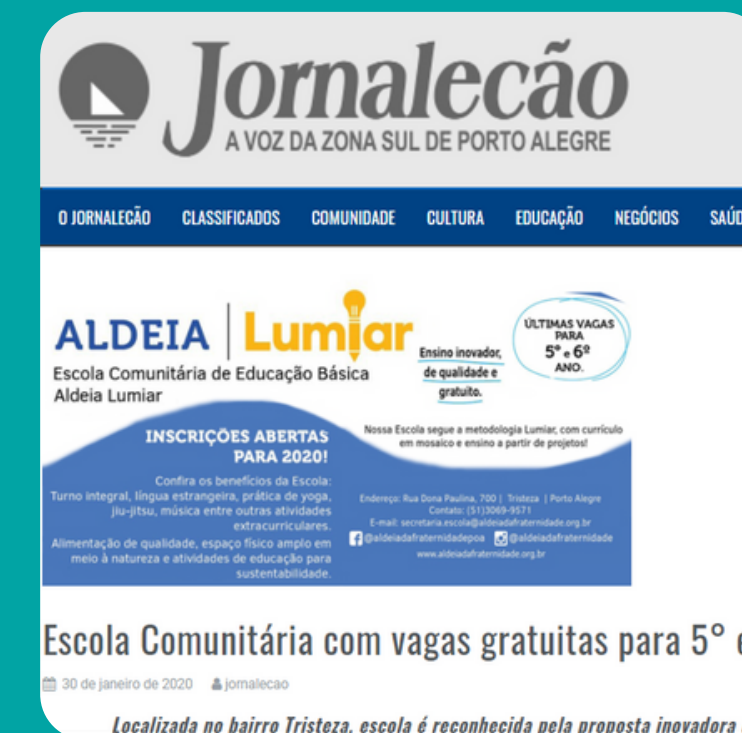 Jornalecão
A VOZ DA ZONA SUL DE PORTO ALEGRE
O JORNALECÃO CLASSIFICADOS COMUNIDADE CULTURA EDUCAÇÃO NEGÓCIOS SAÚD
ALDEIA | Lumiar
Escola Comunitária de Educação Básica
Aldeia Lumiar
Ensino inovador,
de qualidade e
gratuito.
ÚLTIMAS VAGAS
PARA
5° e 6º
ANO.
Nossa Escola segue a metodologia Lumiar, com currículo
em mosaico e ensino a partir de projetos!
INSCRIÇÕES ABERTAS
PARA 2020!
Confira os benefícios da Escola:
Turno integral, língua estrangeira, prática de yoga,
jiu-jitsu, música entre outras atividades
extracurriculares.
Alimentação de qualidade, espaço físico amplo em
meio à natureza e atividades de educação para
sustentabilidade.
Endereço: Rua Dona Paulina, 700 | Tristeza | Porto Alegre
Contato: (51)3069-9571
E-mail: secretaria.escola@aldeiadafraternidade.org.br
@aldeiadafraternidadepoa @aldeiadafraternidade
www.aldeiadafraternidade.org.br
Escola Comunitária com vagas gratuitas para 5° e
30 de janeiro de 2020 jornalecao
Localizada no bairro Tristeza, escola é reconhecida pela proposta inovadora